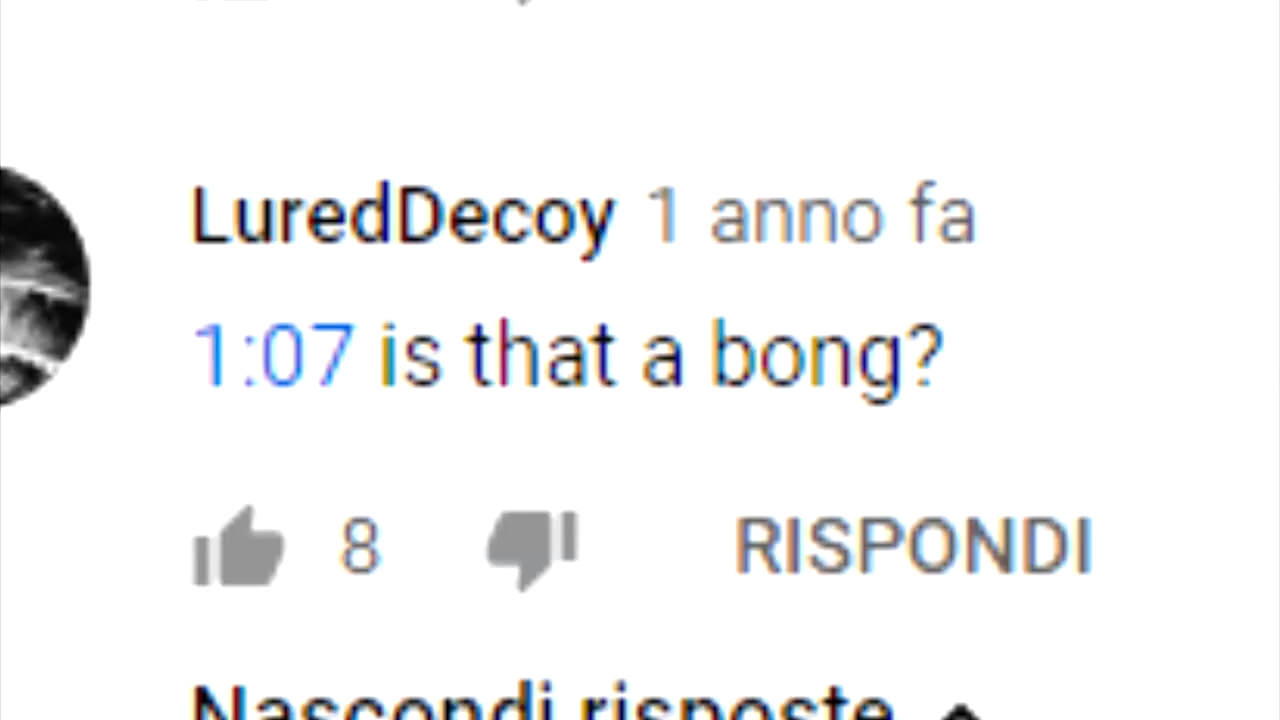 LuredDecoy 1 anno fa
1:07 is that a bong?
8 RISPONDI
Nascondi risposte